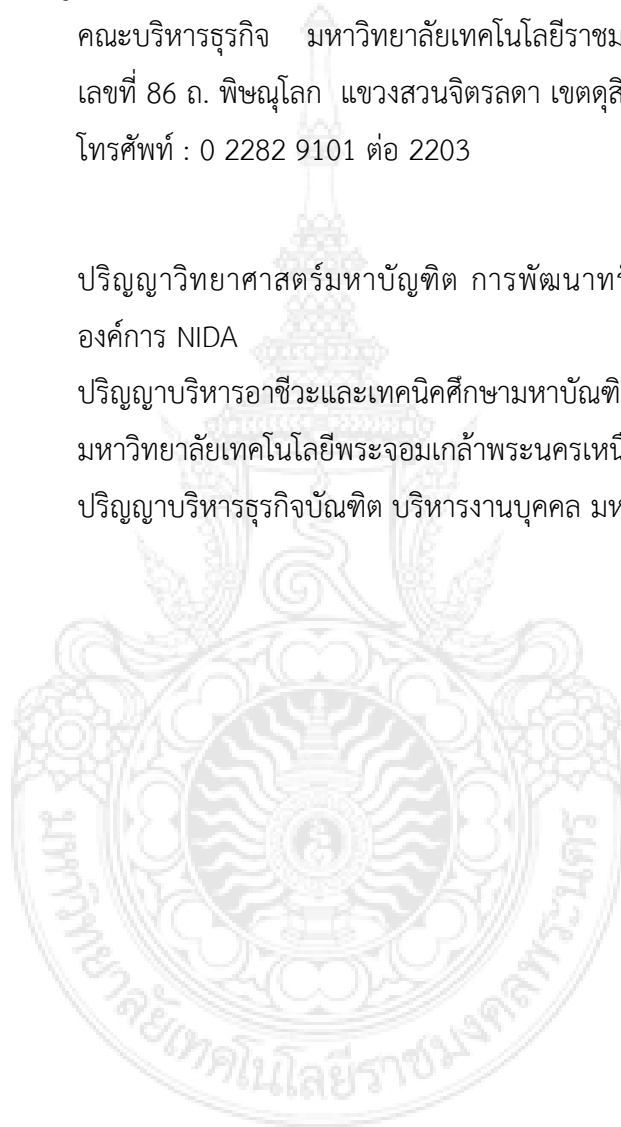 คณะบริหารธุรกิจ มหาวิทยาลัยเทคโนโลยีราชม
เลขที่ 86 ถ. พิษณุโลก แขวงสวนจิตรลดา เขตดุสิ
โทรศัพท์ : 0 2282 9101 ต่อ 2203
ปริญญาวิทยาศาสตร์มหาบัญฑิต การพัฒนาทรั
องค์การ NIDA
ปริญญาบริหารอาชีวะและเทคนิคศึกษามหาบัณฑิ
มหาวิทยาลัยเทคโนโลยีพระจอมเกล้าพระนครเหนื
ปริญญาบริหารธุรกิจบัณฑิต บริหารงานบุคคล มห
มหาวิทยาลัยเทคโนโลยีราชมงคลพระนคร